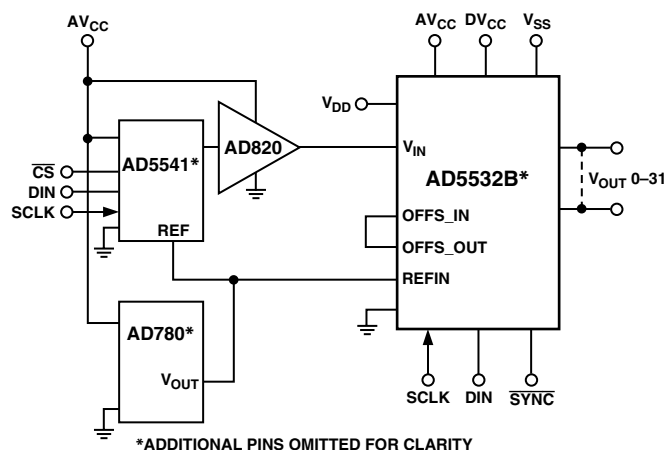 AVCC
AVCC DVCC VSS
VDD
AD5541*
AD820
VIN
CS
DIN
SCLK
REF
AD5532B*
VOUT 0–31
OFFS_IN
OFFS_OUT
REFIN
AD780*
VOUT
SCLK DIN SYNC
*ADDITIONAL PINS OMITTED FOR CLARITY